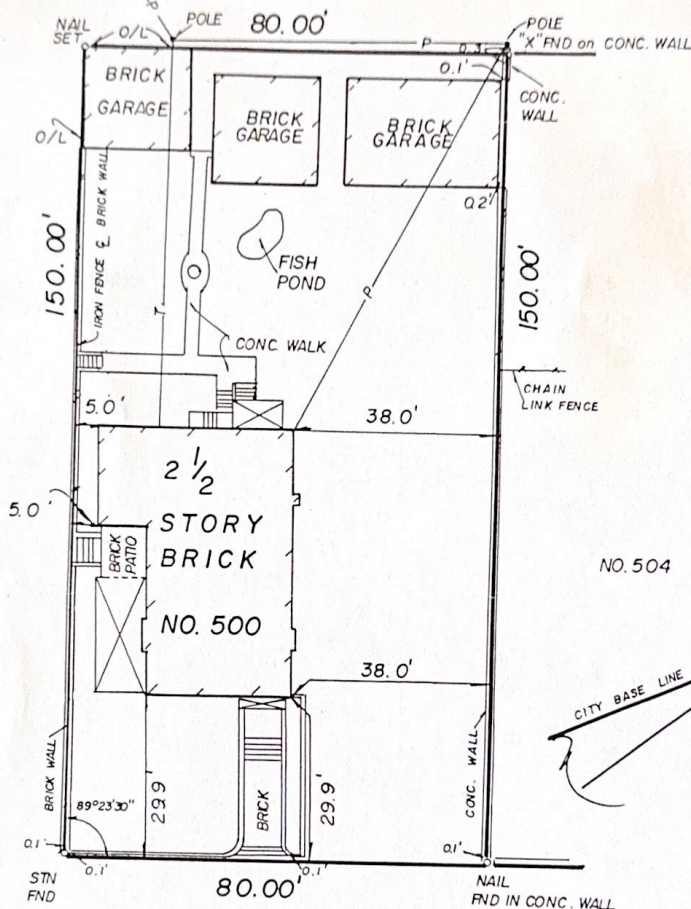 POLE
80.00'
NAIL
SET
O/L
P
0.3
POLE
"X" FND on CONC. WALL
0.1'
CONC.
WALL
BRICK
GARAGE
BRICK
GARAGE
BRICK
GARAGE
O/L
0.2'
IRON FENCE & BRICK WALL
150.00'
FISH
POND
P
150.00'
T
CONC. WALK
CHAIN
LINK FENCE
5.0'
38.0'
2 1/2
STORY
BRICK
NO. 500
5.0'
BRICK
PATIO
NO. 504
38.0'
CITY BASE LINE
BRICK WALL
CONC. WALL
89°23'30"
29.9
BRICK
29.9'
0.1'
0.1'
0.1'
0.1'
STN
FND
80.00'
NAIL
FND IN CONC. WALL